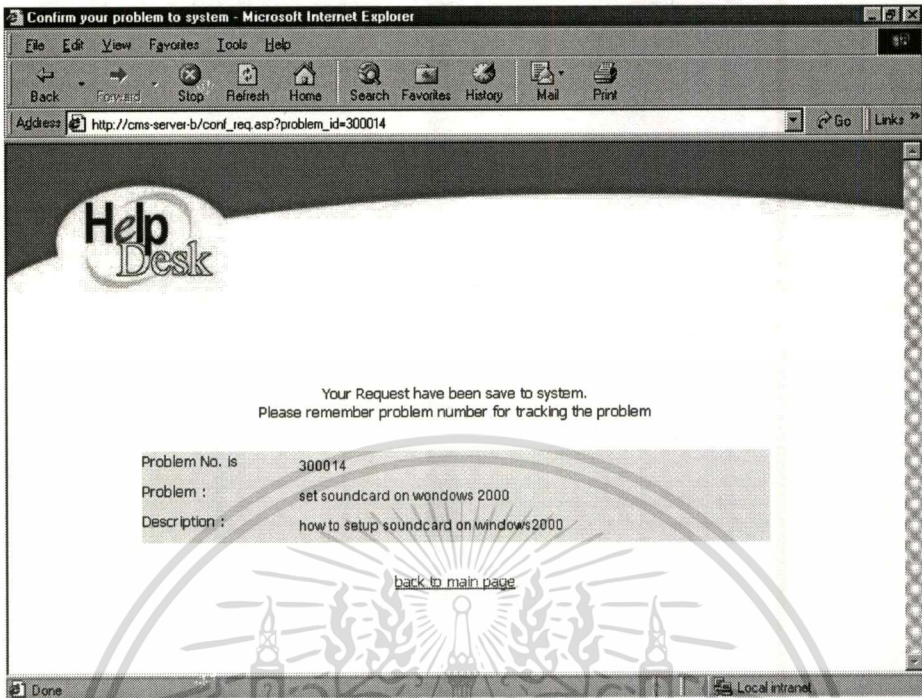 Confirm your problem to system - Microsoft Internet Explorer
File Edit View Favorites Tools Help
Back Forward Stop Refresh Home Search Favorites History Mail Print
Address http://cms-server-b/conf_req.asp?problem_id=300014 Go Links »
Help
Desk
Your Request have been save to system.
Please remember problem number for tracking the problem
Problem No. is 300014
Problem : set soundcard on wondows 2000
Description : how to setup soundcard on windows2000
back to main page
Done Local intranet